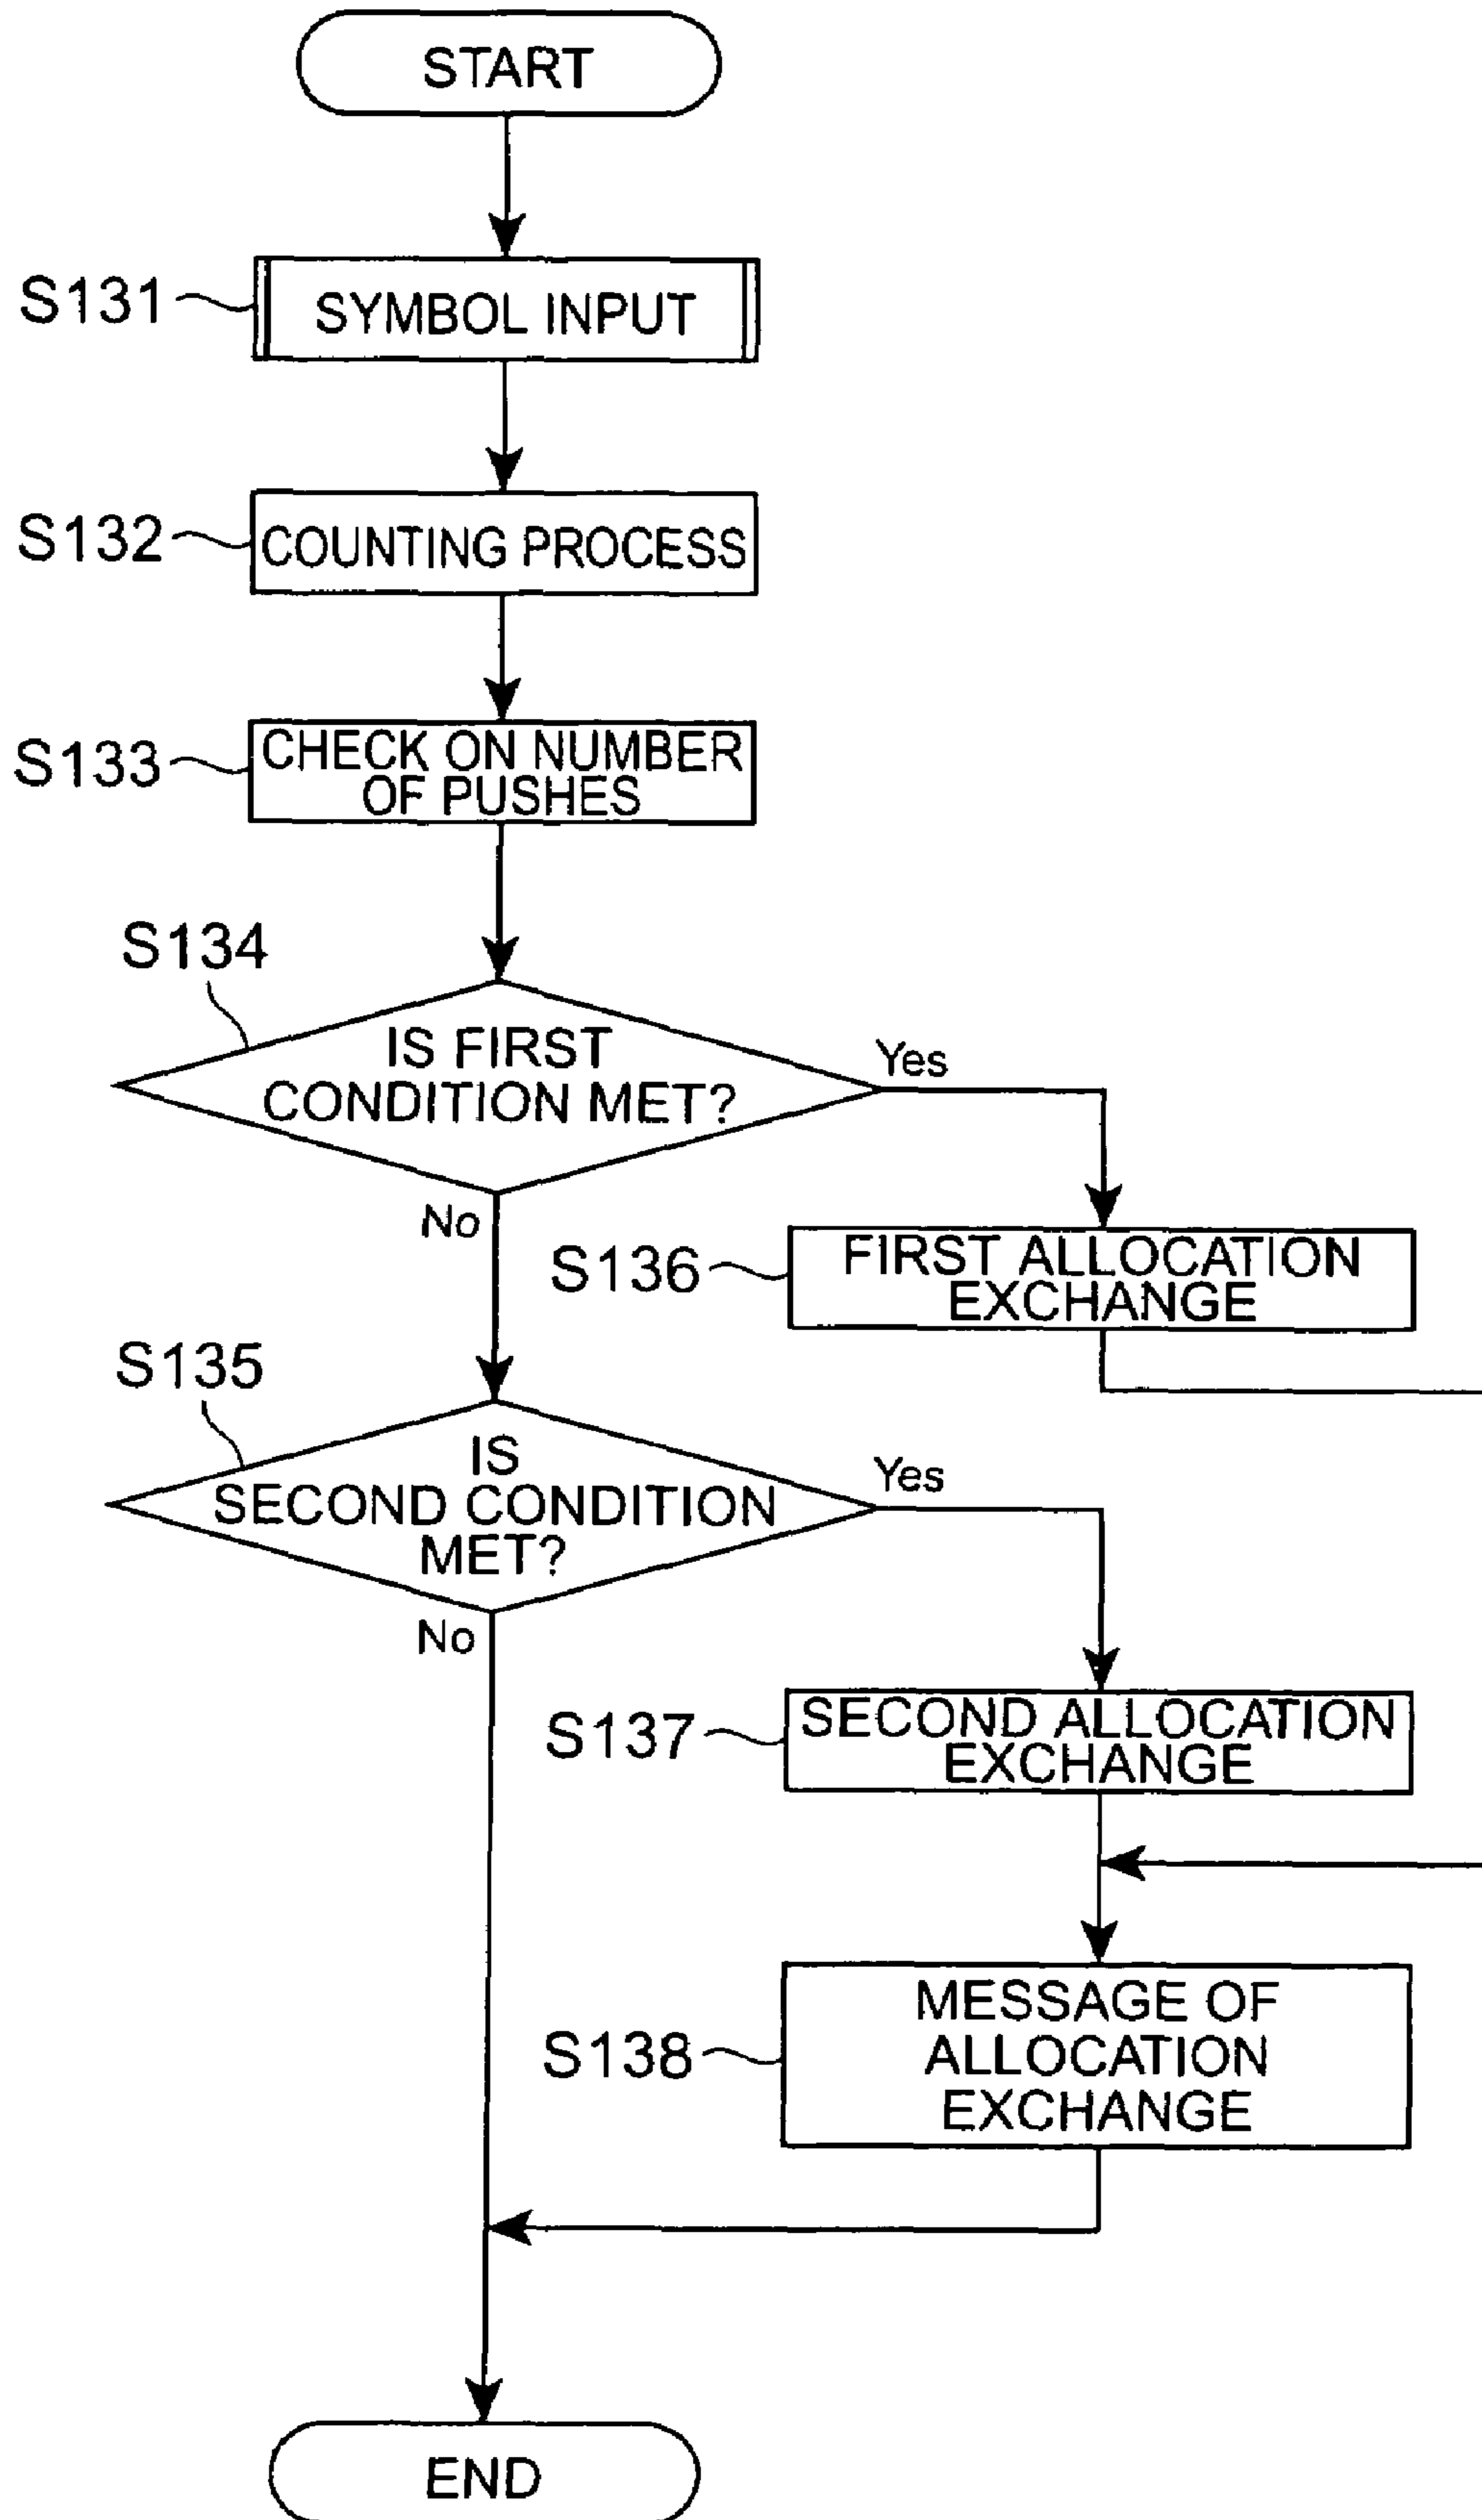 START
S131
SYMBOL INPUT
S132
COUNTING PROCESS
S133
CHECK ON NUMBER
OF PUSHES
S134
IS FIRST
CONDITION MET?
Yes
No
S136
FIRST ALLOCATION
EXCHANGE
S135
IS
SECOND CONDITION
MET?
Yes
No
S137
SECOND ALLOCATION
EXCHANGE
S138
MESSAGE OF
ALLOCATION
EXCHANGE
END